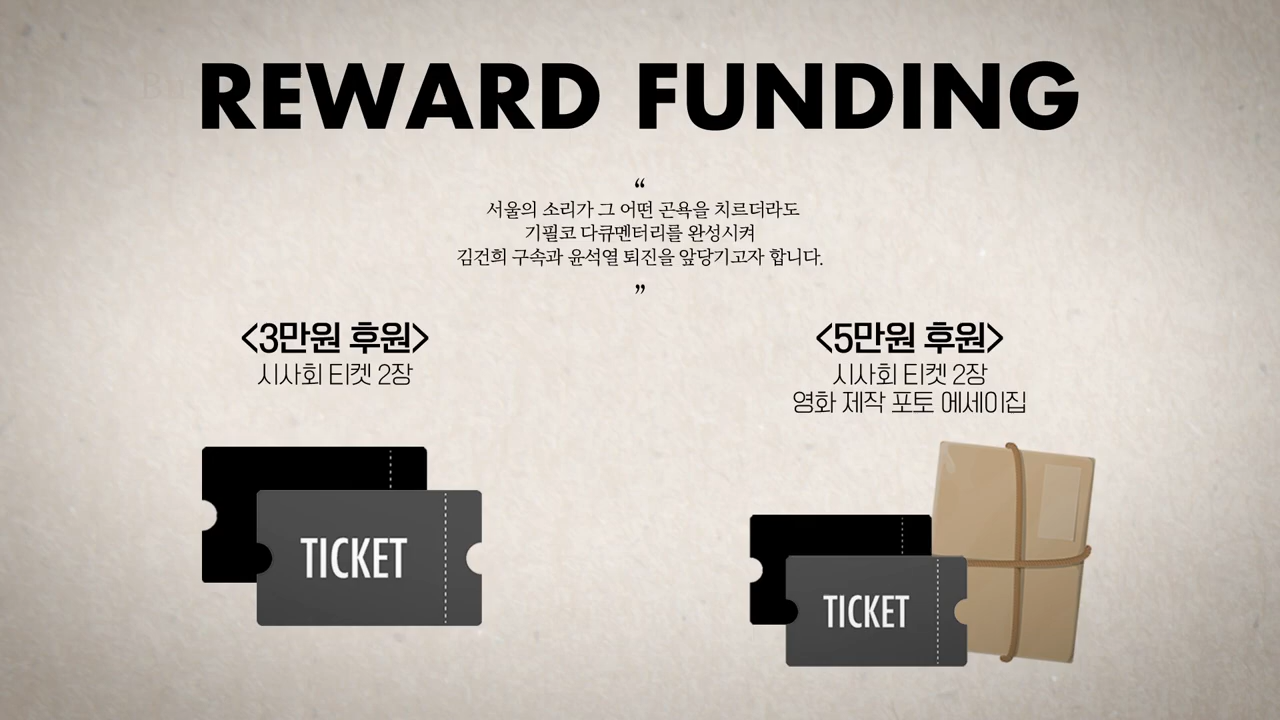 REWARD FUNDING
“
서울의 소리가 그 어떤 곤욕을 치르더라도
기필코 다큐멘터리를 완성시켜
김건희 구속과 윤석열 퇴진을 앞당기고자 합니다.
”
<3만원 후원>
시사회 티켓 2장
<5만원 후원>
시사회 티켓 2장
영화 제작 포토 에세이집
TICKET
TICKET